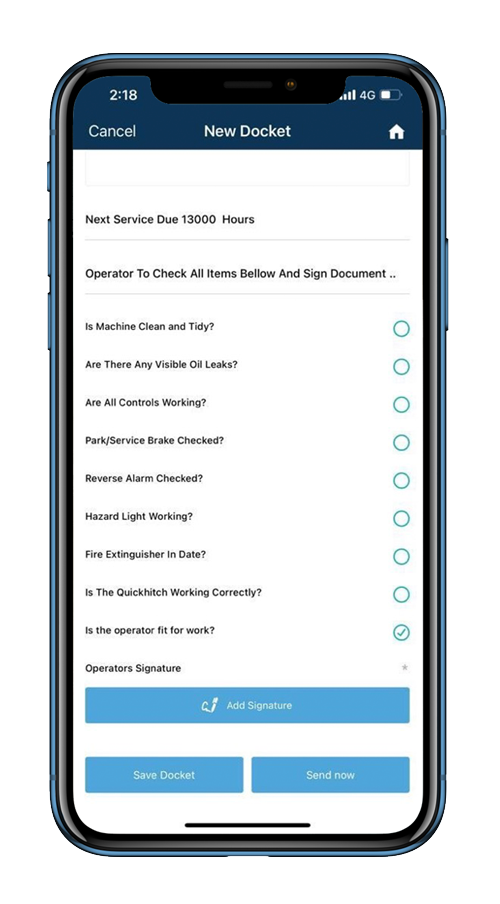 2:18 4G
Cancel New Docket
Next Service Due 13000 Hours
Operator To Check All Items Bellow And Sign Document ..
Is Machine Clean and Tidy?
Are There Any Visible Oil Leaks?
Are All Controls Working?
Park/Service Brake Checked?
Reverse Alarm Checked?
Hazard Light Working?
Fire Extinguisher In Date?
Is The Quickhitch Working Correctly?
Is the operator fit for work?
Operators Signature *
Add Signature
Save Docket Send now